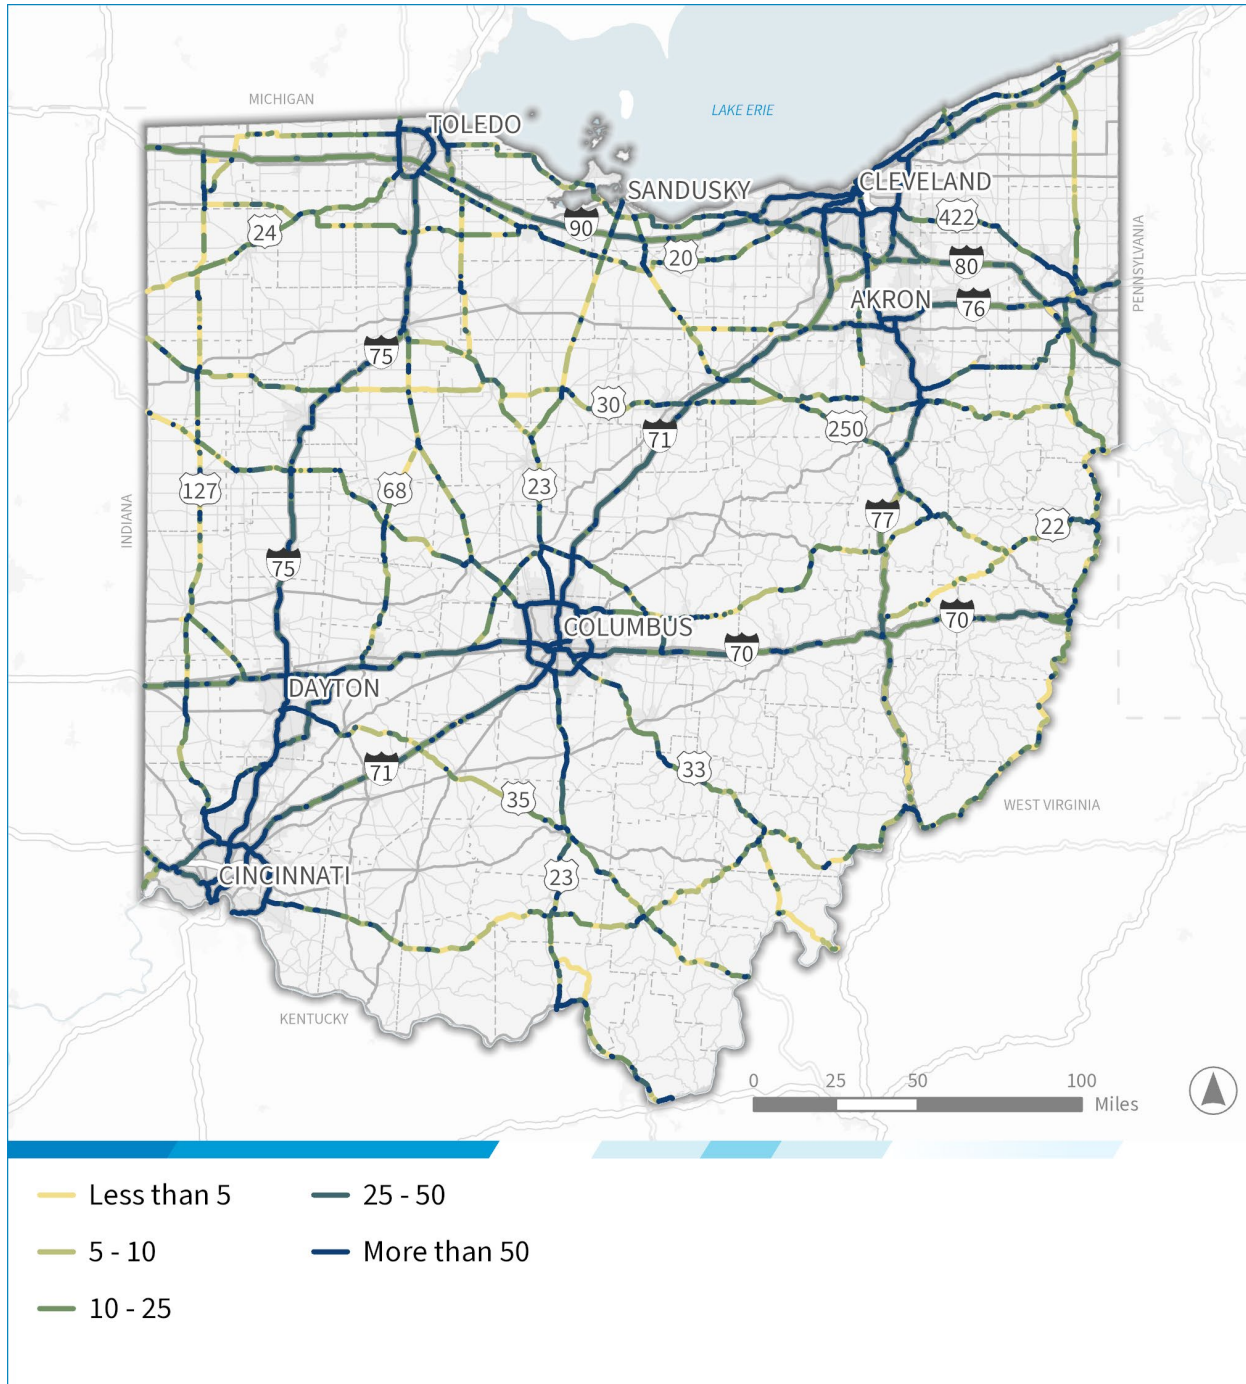 MICHIGAN
LAKE ERIE
TOLEDO
SANDUSKY
CLEVELAND
24
90
20
422
80
PENNSYLVANIA
AKRON
76
75
30
71
250
INDIANA
127
68
23
77
22
75
COLUMBUS
70
70
DAYTON
71
35
33
WEST VIRGINIA
CINCINNATI
23
KENTUCKY
0 25 50 100
Miles
Less than 5
5 - 10
10 - 25
25 - 50
More than 50